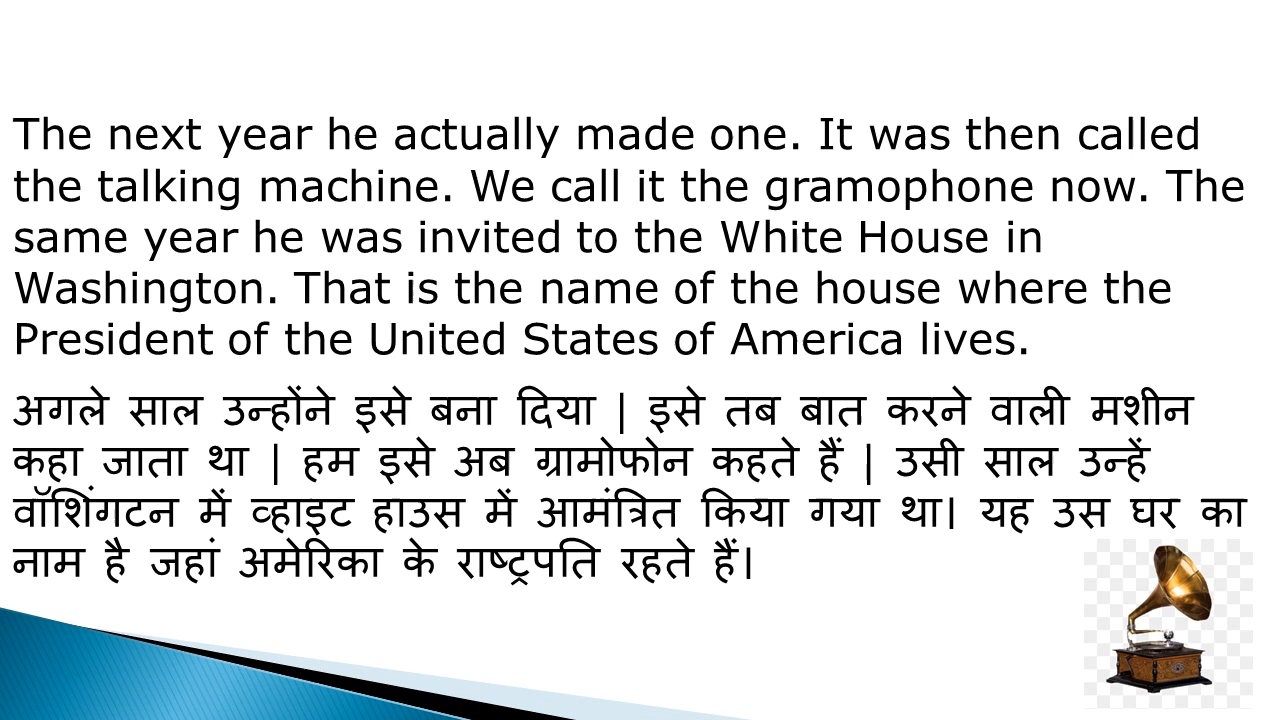 The next year he actually made one. It was then called
the talking machine. We call it the gramophone now. The
same year he was invited to the White House in
Washington. That is the name of the house where the
President of the United States of America lives.
अगले साल उन्होंने इसे बना दिया | इसे तब बात करने वाली मशीन
कहा जाता था | हम इसे अब ग्रामोफोन कहते हैं | उसी साल उन्हें
वॉशिंगटन में व्हाइट हाउस में आमंत्रित किया गया था। यह उस घर का
नाम है जहां अमेरिका के राष्ट्रपति रहते हैं।